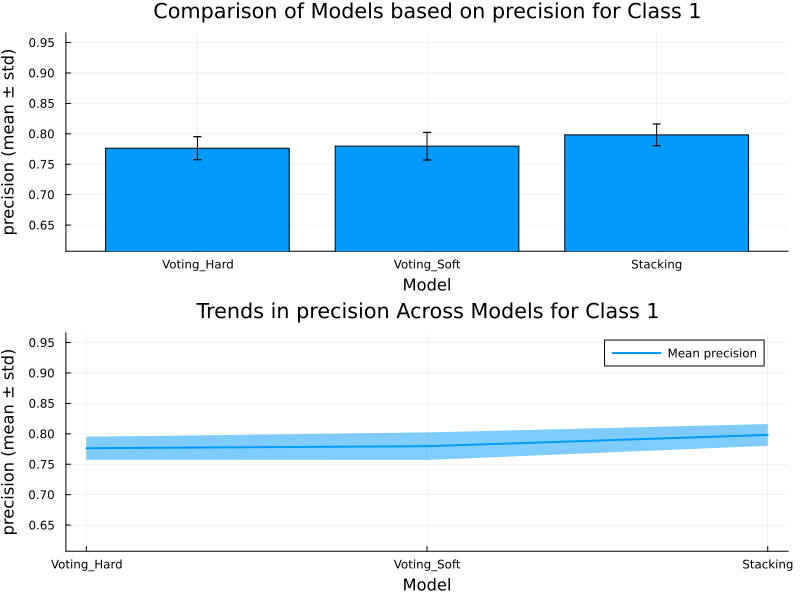 Comparison of Models based on precision for Class 1
precision (mean ± std)
0.95
0.90
0.85
0.80
0.75
0.70
0.65
Voting_Hard
Voting_Soft
Stacking
Model
Trends in precision Across Models for Class 1
precision (mean ± std)
0.95
0.90
0.85
0.80
0.75
0.70
0.65
Mean precision
Voting_Hard
Voting_Soft
Stacking
Model